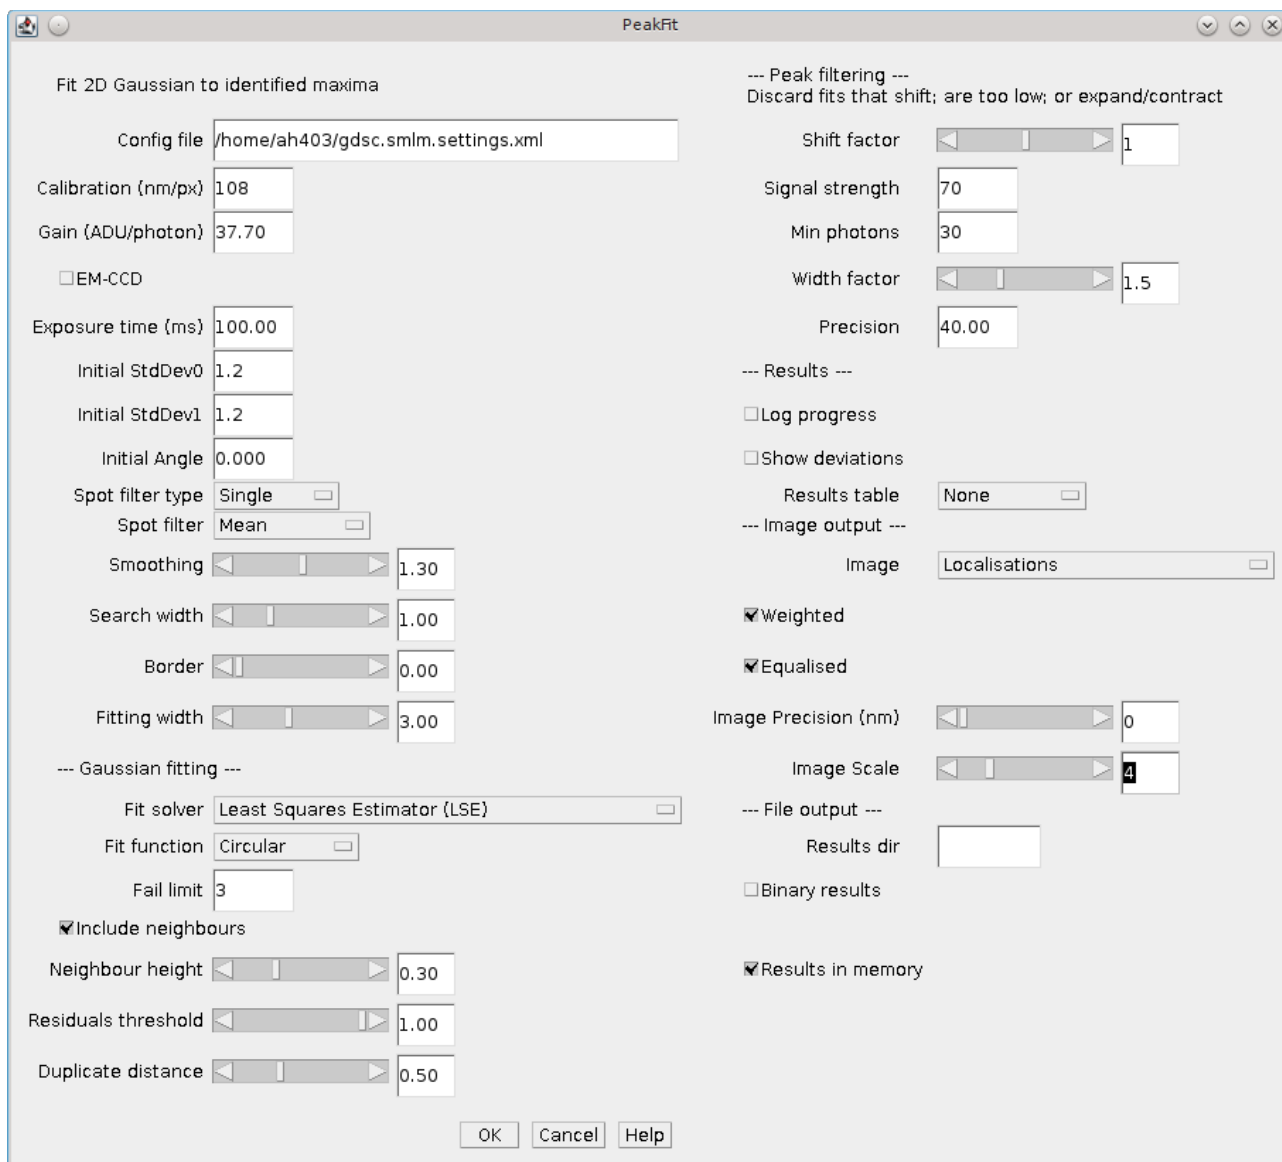 PeakFit
Fit 2D Gaussian to identified maxima
Config file /home/ah403/gdsc.smlm.settings.xml
Calibration (nm/px) 108
Gain (ADU/photon) 37.70
EM-CCD
Exposure time (ms) 100.00
Initial StdDev0 1.2
Initial StdDev1 1.2
Initial Angle 0.000
Spot filter type Single
Spot filter Mean
Smoothing 1.30
Search width 1.00
Border 0.00
Fitting width 3.00
--- Gaussian fitting ---
Fit solver Least Squares Estimator (LSE)
Fit function Circular
Fail limit 3
Include neighbours
Neighbour height 0.30
Residuals threshold 1.00
Duplicate distance 0.50
--- Peak filtering ---
Discard fits that shift; are too low; or expand/contract
Shift factor 1
Signal strength 70
Min photons 30
Width factor 1.5
Precision 40.00
--- Results ---
Log progress
Show deviations
Results table None
--- Image output ---
Image Localisations
Weighted
Equalised
Image Precision (nm) 0
Image Scale 4
--- File output ---
Results dir
Binary results
Results in memory
OK Cancel Help